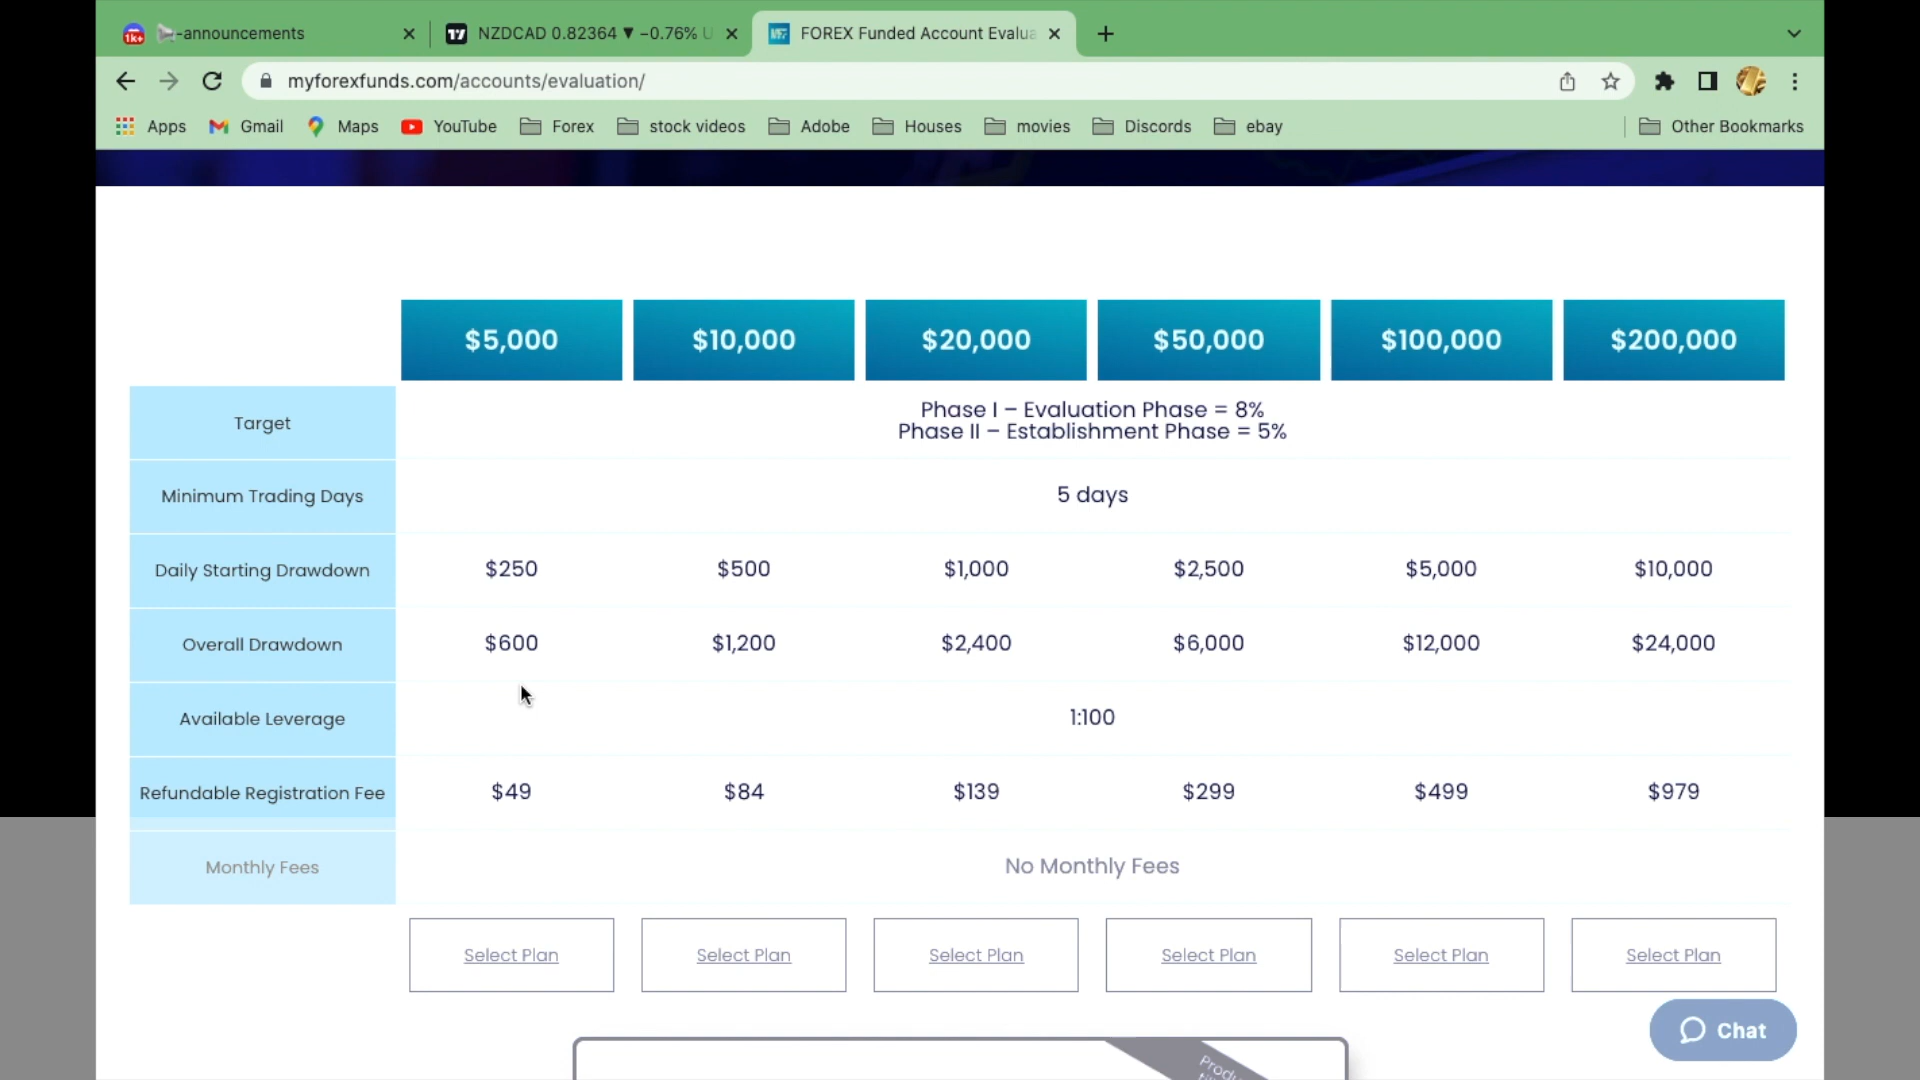 1k+
-announcements
NZDCAD 0.82364 ▼ −0.76% U
FOREX Funded Account Evalua
myforexfunds.com/accounts/evaluation/
Apps
Gmail
Maps
YouTube
Forex
stock videos
Adobe
Houses
movies
Discords
ebay
Other Bookmarks
$5,000 $10,000 $20,000 $50,000 $100,000 $200,000
Target
Phase I – Evaluation Phase = 8%
Phase II – Establishment Phase = 5%
Minimum Trading Days 5 days
Daily Starting Drawdown $250 $500 $1,000 $2,500 $5,000 $10,000
Overall Drawdown $600 $1,200 $2,400 $6,000 $12,000 $24,000
Available Leverage 1:100
Refundable Registration Fee $49 $84 $139 $299 $499 $979
Monthly Fees No Monthly Fees
Select Plan Select Plan Select Plan Select Plan Select Plan Select Plan
Chat